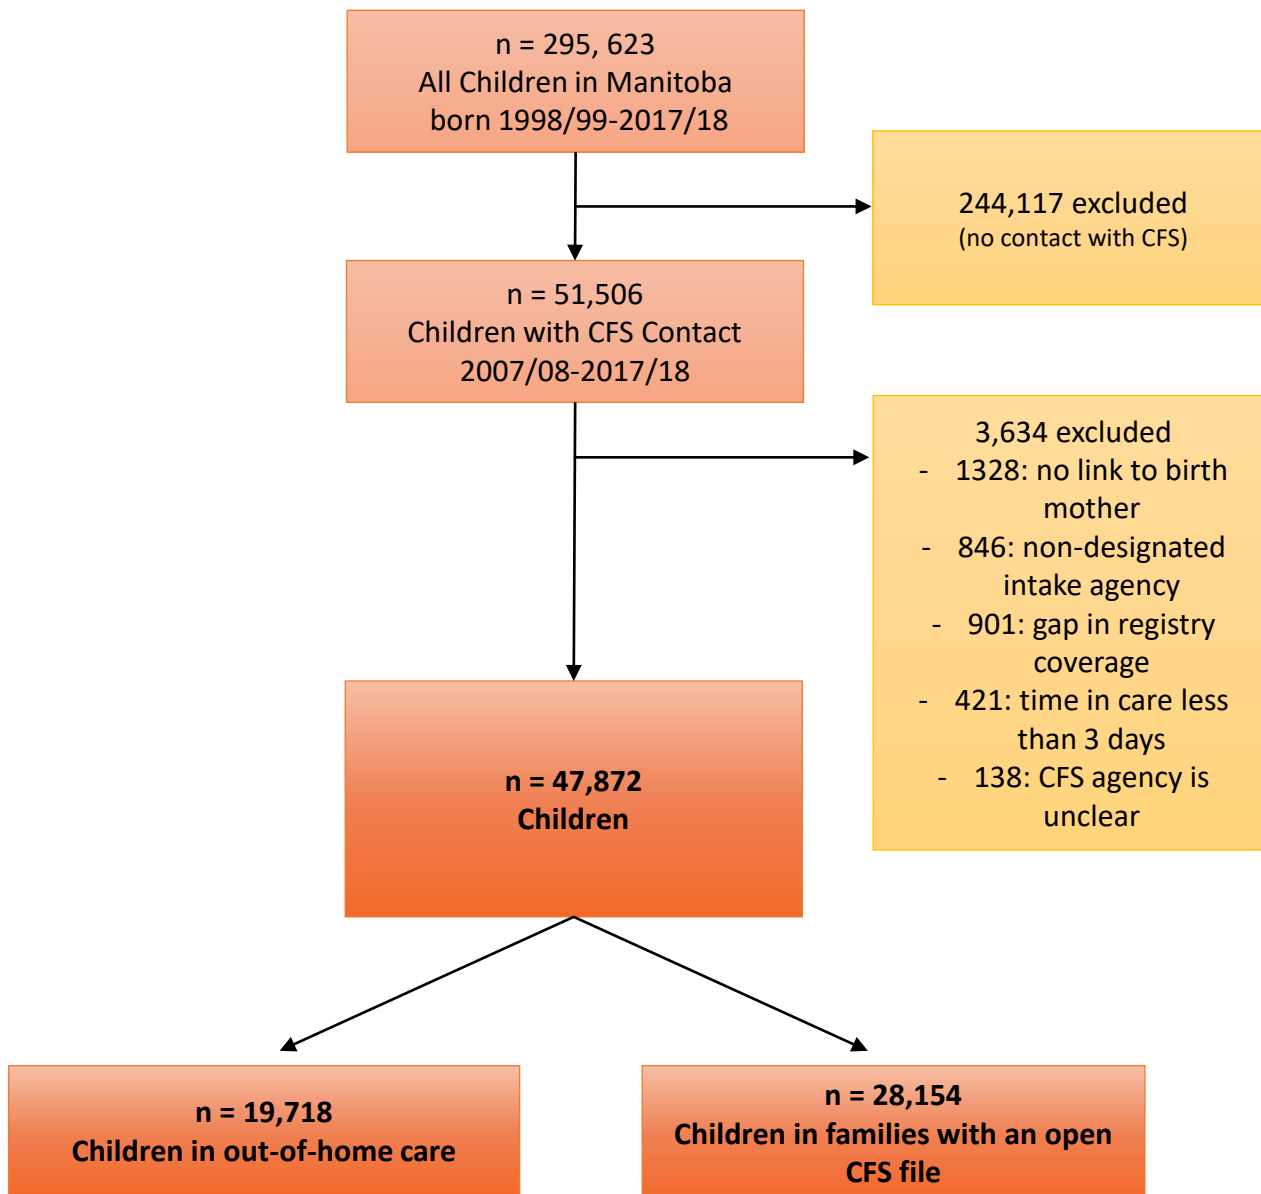 n = 295, 623
All Children in Manitoba
born 1998/99-2017/18
244,117 excluded
(no contact with CFS)
n = 51,506
Children with CFS Contact
2007/08-2017/18
3,634 excluded
- 1328: no link to birth
mother
- 846: non-designated
intake agency
- 901: gap in registry
coverage
- 421: time in care less
than 3 days
- 138: CFS agency is
unclear
n = 47,872
Children
n = 19,718
Children in out-of-home care
n = 28,154
Children in families with an open
CFS file